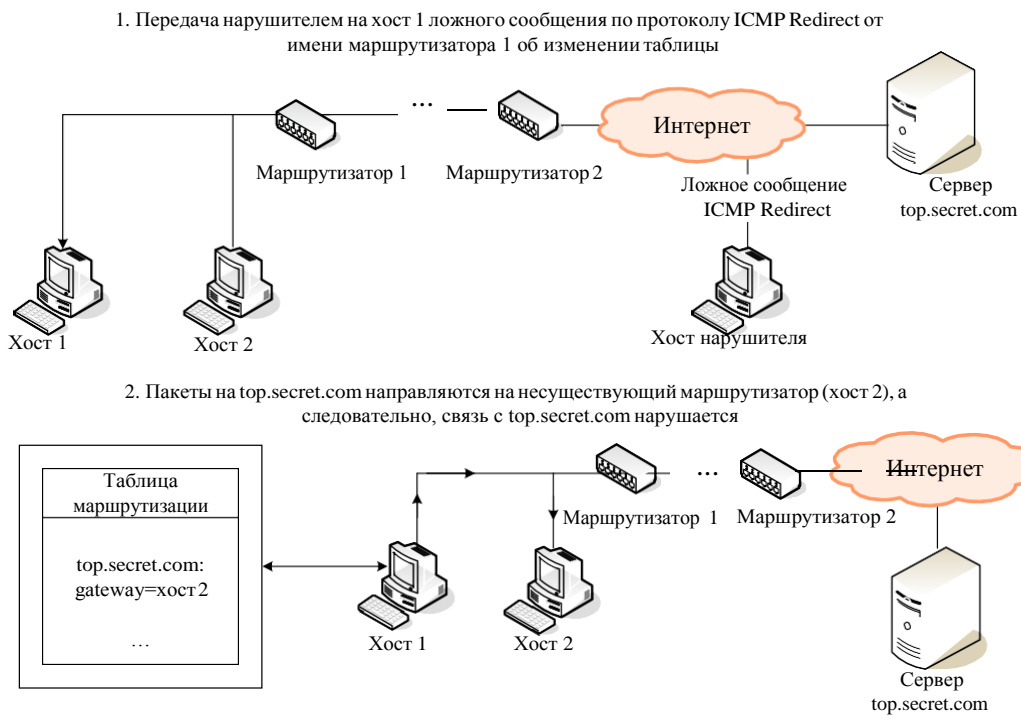 1. Передача нарушителем на хост 1 ложного сообщения по протоколу ICMP Redirect от
имени маршрутизатора 1 об изменении таблицы
...
Интернет
Маршрутизатор 1
Маршрутизатор 2
Ложное сообщение
ICMP Redirect
Сервер
top.secret.com
Хост 1
Хост 2
Хост нарушителя
2. Пакеты на top.secret.com направляются на несуществующий маршрутизатор (хост 2), а
следовательно, связь с top.secret.com нарушается
Таблица
маршрутизации
top.secret.com:
gateway=хост2
...
...
Интернет
Маршрутизатор 1
Маршрутизатор 2
Хост 1
Хост 2
Сервер
top.secret.com